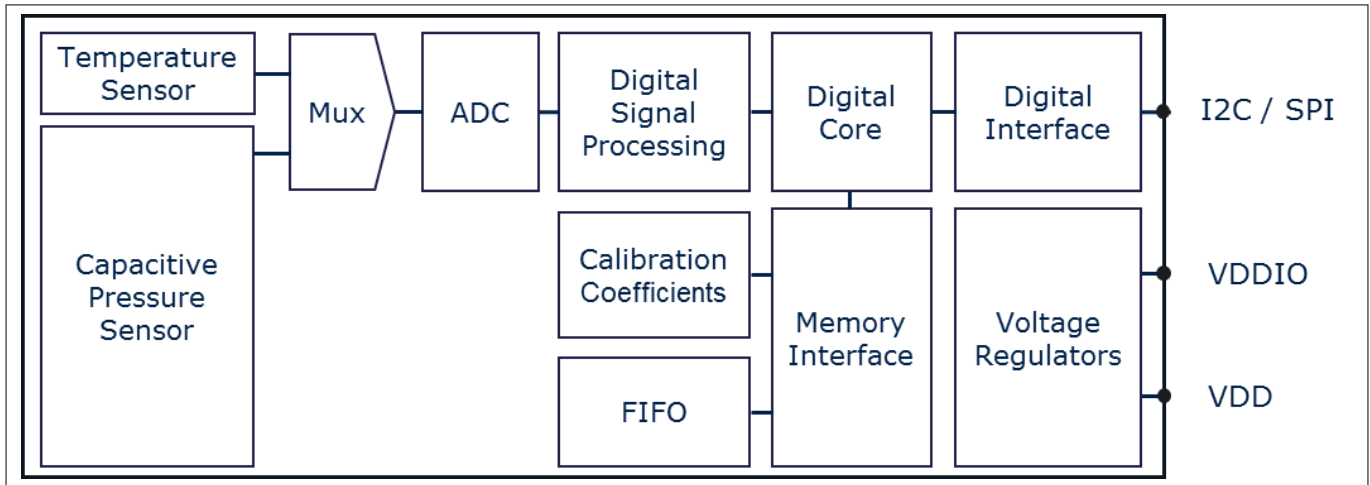 Temperature
Sensor
Mux
ADC
Digital
Signal
Processing
Digital
Core
Digital
Interface
I2C / SPI
Capacitive
Pressure
Sensor
Calibration
Coefficients
Memory
Interface
Voltage
Regulators
VDDIO
FIFO
VDD